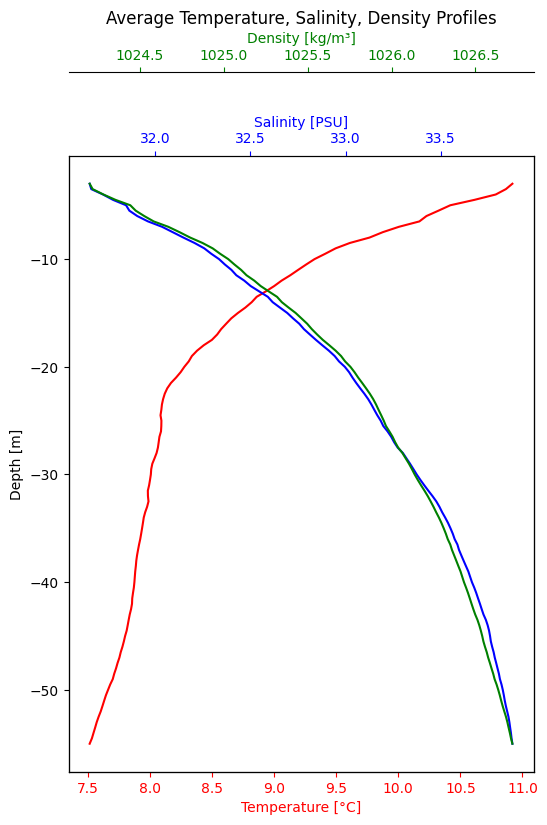 Average Temperature, Salinity, Density Profiles
Density [kg/m³]
1024.5 1025.0 1025.5 1026.0 1026.5
Salinity [PSU]
32.0 32.5 33.0 33.5
−10
−20
−30
−40
−50
Depth [m]
7.5 8.0 8.5 9.0 9.5 10.0 10.5 11.0
Temperature [°C]